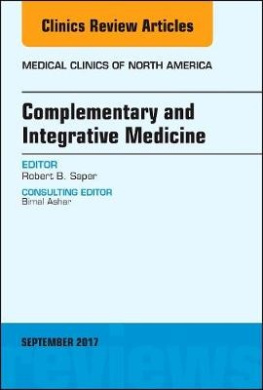 Clinics Review Articles
MEDICAL CLINICS OF NORTH AMERICA
Complementary and
Integrative Medicine
EDITOR
Robert B. Saper
CONSULTING EDITOR
Bimal Ashar
SEPTEMBER 2017
reviews